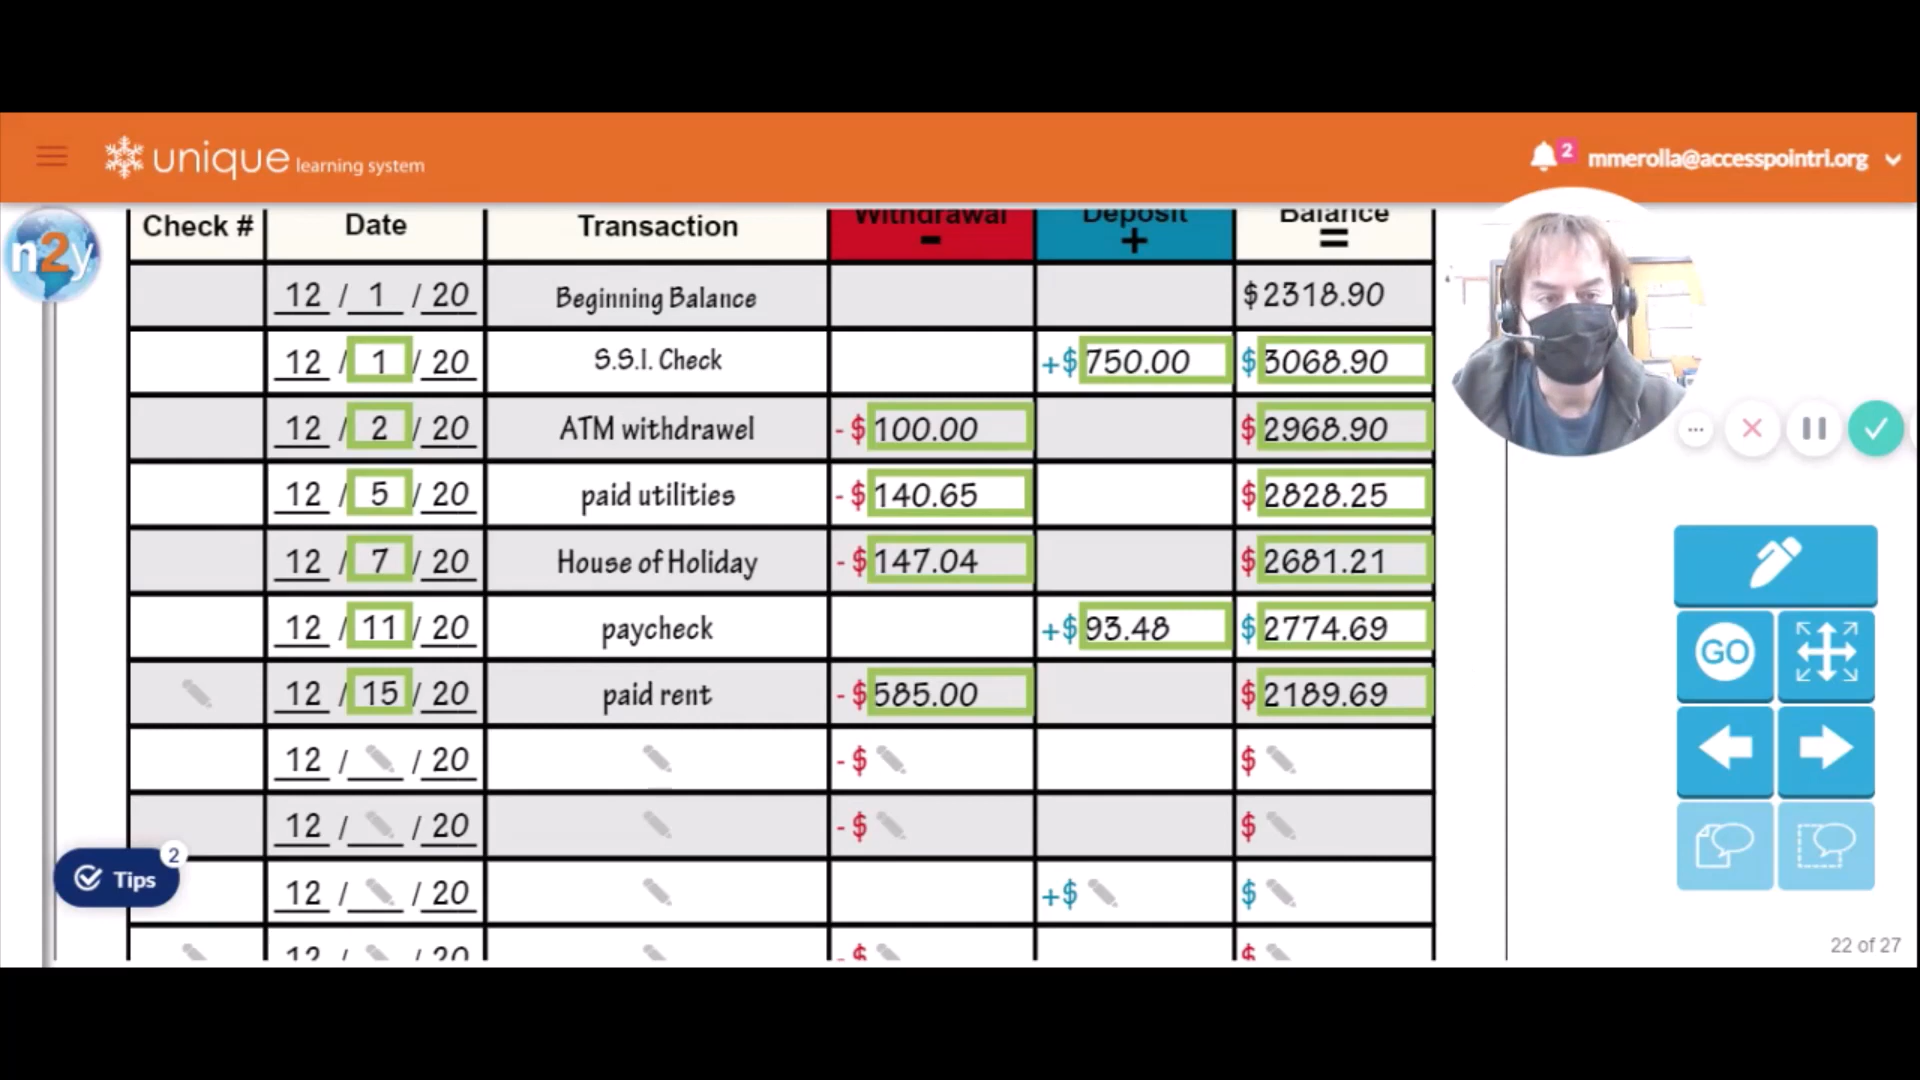 unique learning system
2
mmerolla@accesspointri.org
n2y
Check # Date Transaction Withdrawal - Deposit + Balance =
12 / 1 / 20 Beginning Balance $2318.90
12 / 1 / 20 S.S.I. Check +$ 750.00 $ 3068.90
12 / 2 / 20 ATM withdrawel - $ 100.00 $ 2968.90
12 / 5 / 20 paid utilities - $ 140.65 $ 2828.25
12 / 7 / 20 House of Holiday - $ 147.04 $ 2681.21
12 / 11 / 20 paycheck +$ 93.48 $ 2774.69
12 / 15 / 20 paid rent - $ 585.00 $ 2189.69
12 / / 20 - $ $
12 / / 20 - $ $
12 / / 20 +$ $
12 / / 20 - $ $
GO
Tips 2
22 of 27